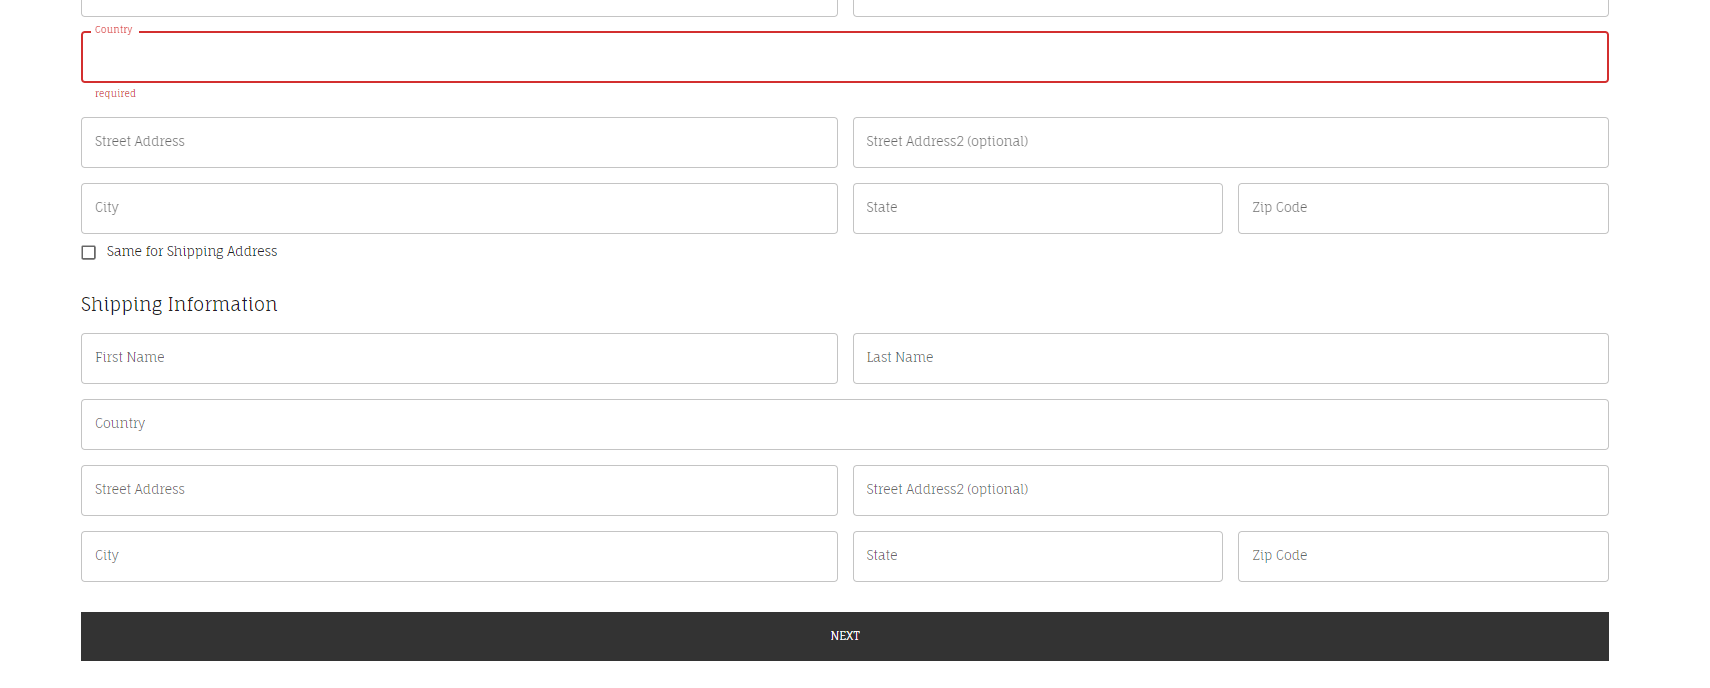 Country
required
Street Address
Street Address2 (optional)
City
State
Zip Code
Same for Shipping Address
Shipping Information
First Name
Last Name
Country
Street Address
Street Address2 (optional)
City
State
Zip Code
NEXT